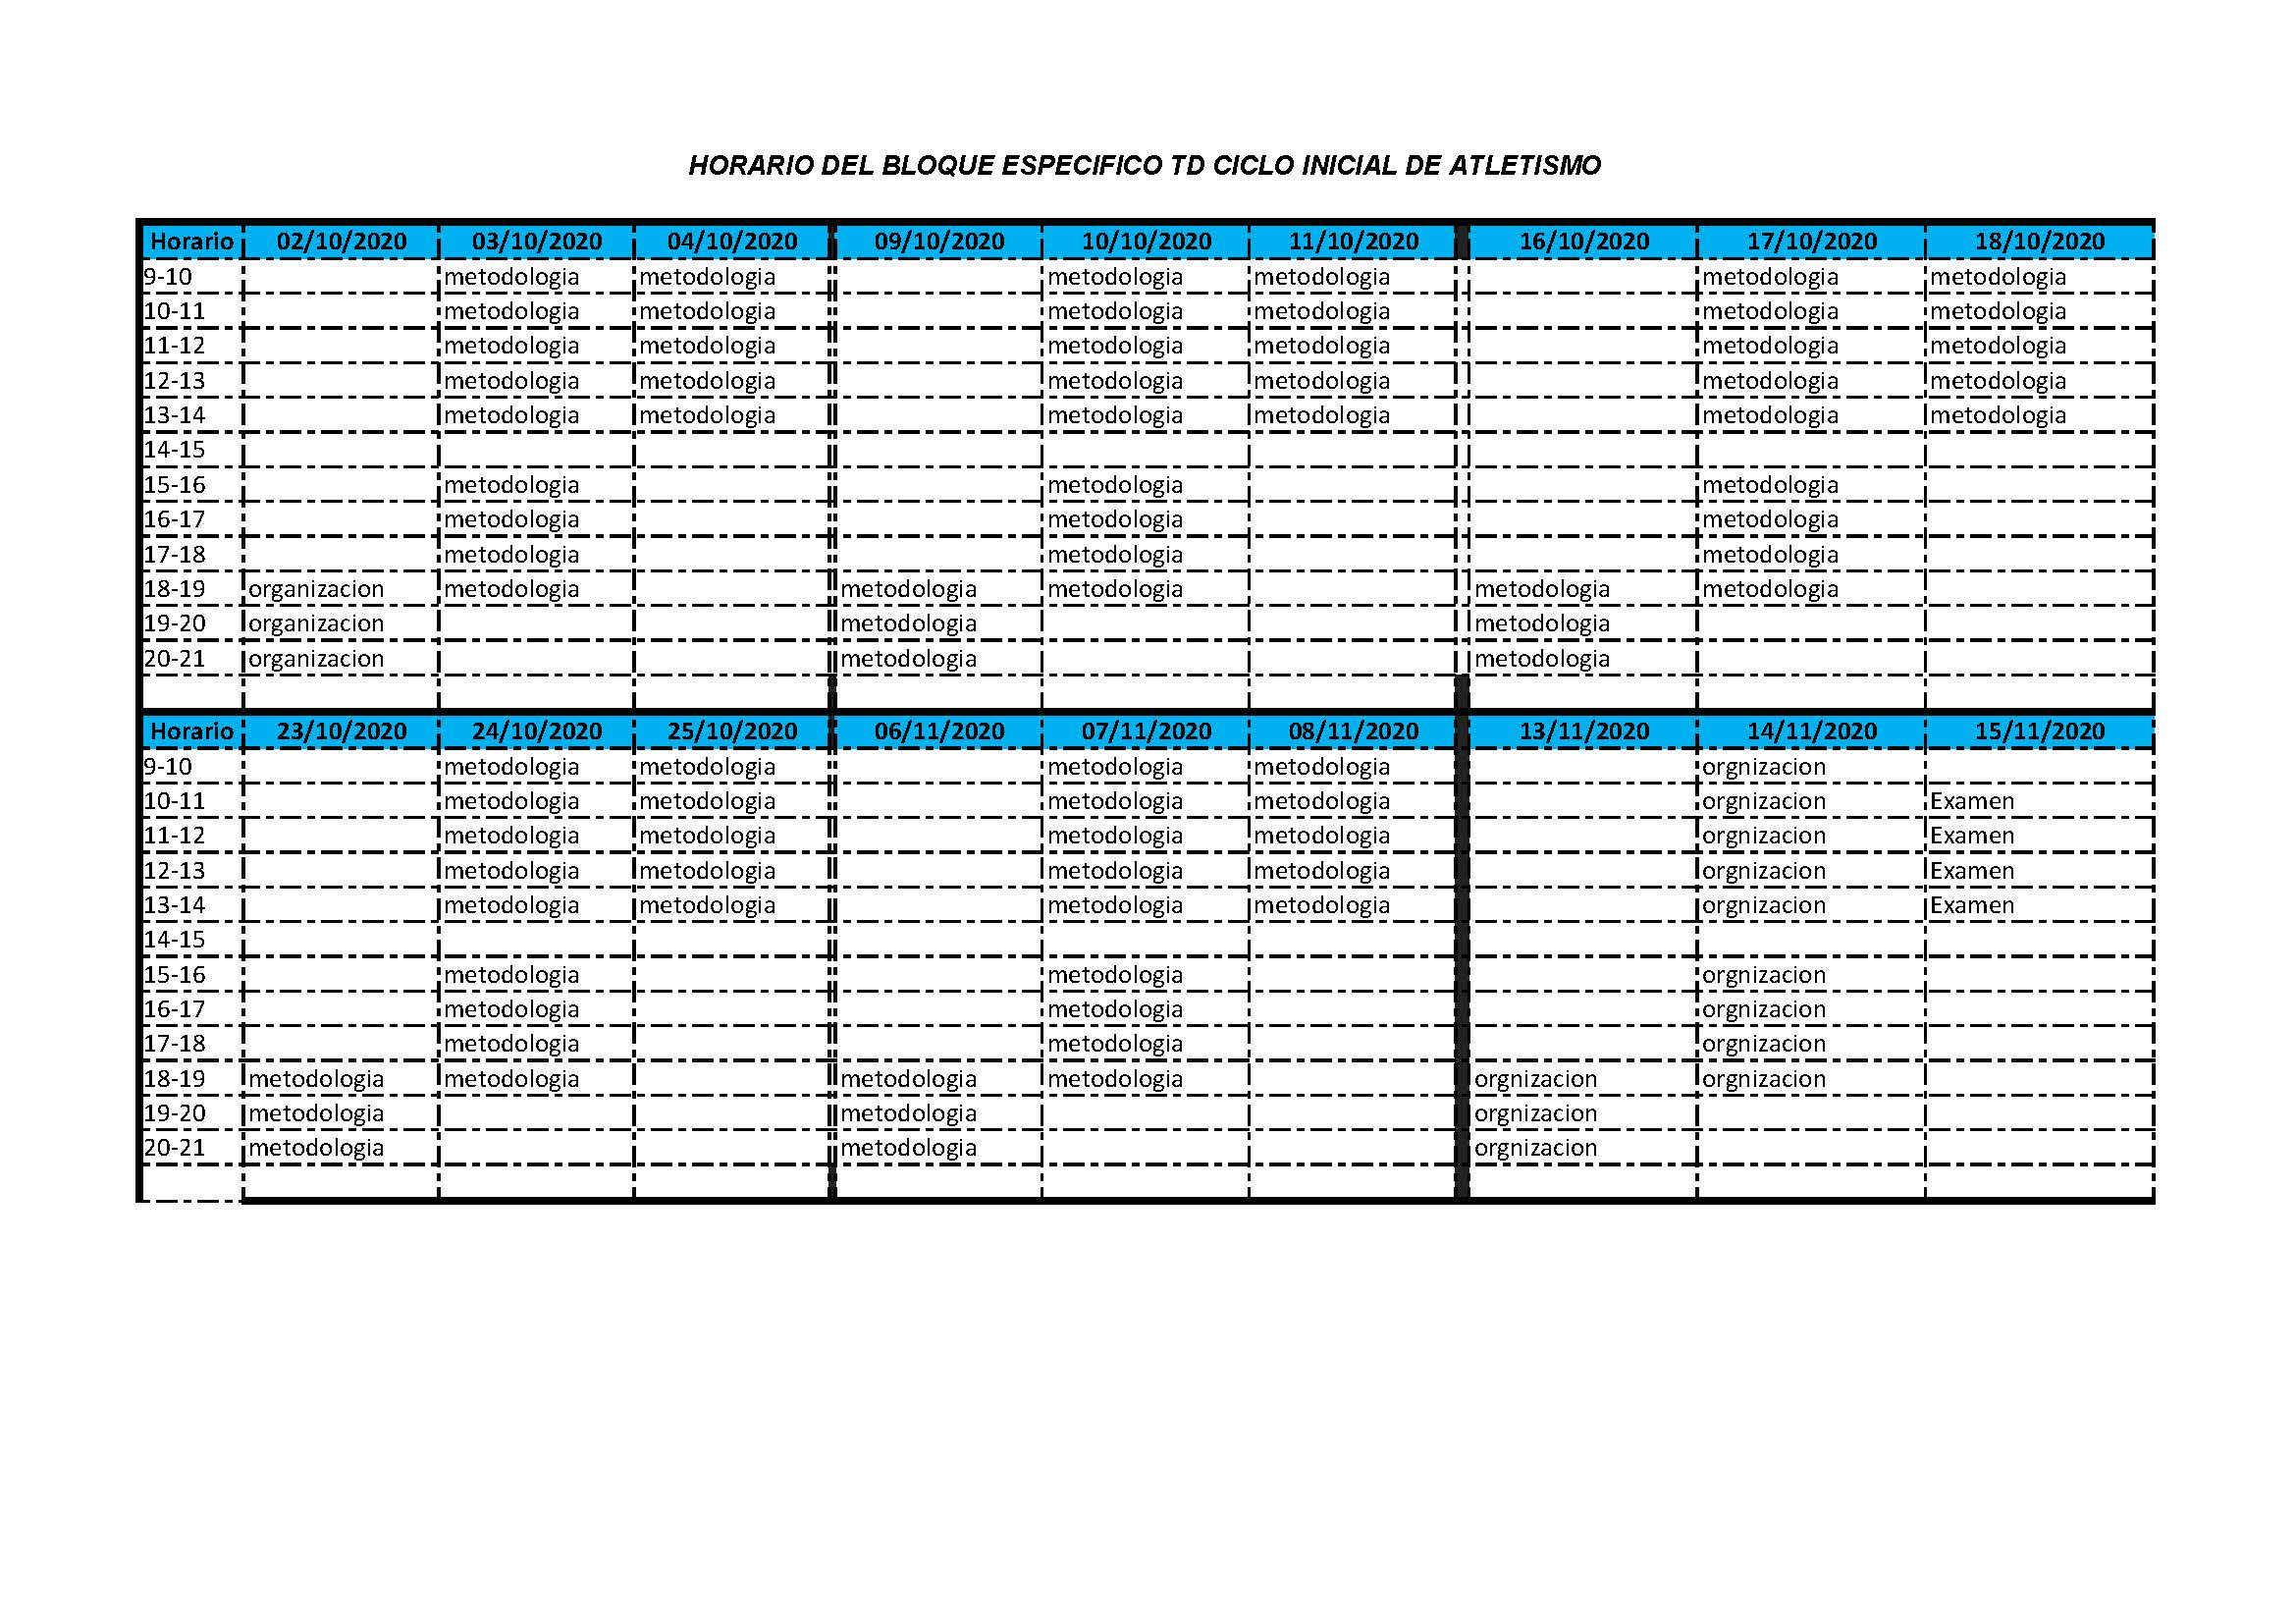 HORARIO DEL BLOQUE ESPECIFICO TD CICLO INICIAL DE ATLETISMO
Horario 02/10/2020 03/10/2020 04/10/2020 09/10/2020 10/10/2020 11/10/2020 16/10/2020 17/10/2020 18/10/2020
9-10 metodologia metodologia metodologia metodologia metodologia metodologia
10-11 metodologia metodologia metodologia metodologia metodologia metodologia
11-12 metodologia metodologia metodologia metodologia metodologia metodologia
12-13 metodologia metodologia metodologia metodologia metodologia metodologia
13-14 metodologia metodologia metodologia metodologia metodologia metodologia
14-15
15-16 metodologia metodologia metodologia
16-17 metodologia metodologia metodologia
17-18 metodologia metodologia metodologia
18-19 organizacion metodologia metodologia metodologia metodologia metodologia
19-20 organizacion metodologia metodologia
20-21 organizacion metodologia metodologia
Horario 23/10/2020 24/10/2020 25/10/2020 06/11/2020 07/11/2020 08/11/2020 13/11/2020 14/11/2020 15/11/2020
9-10 metodologia metodologia metodologia metodologia orgnizacion
10-11 metodologia metodologia metodologia metodologia orgnizacion Examen
11-12 metodologia metodologia metodologia metodologia orgnizacion Examen
12-13 metodologia metodologia metodologia metodologia orgnizacion Examen
13-14 metodologia metodologia metodologia metodologia orgnizacion Examen
14-15
15-16 metodologia metodologia orgnizacion
16-17 metodologia metodologia orgnizacion
17-18 metodologia metodologia orgnizacion
18-19 metodologia metodologia metodologia metodologia orgnizacion orgnizacion
19-20 metodologia metodologia orgnizacion
20-21 metodologia metodologia orgnizacion